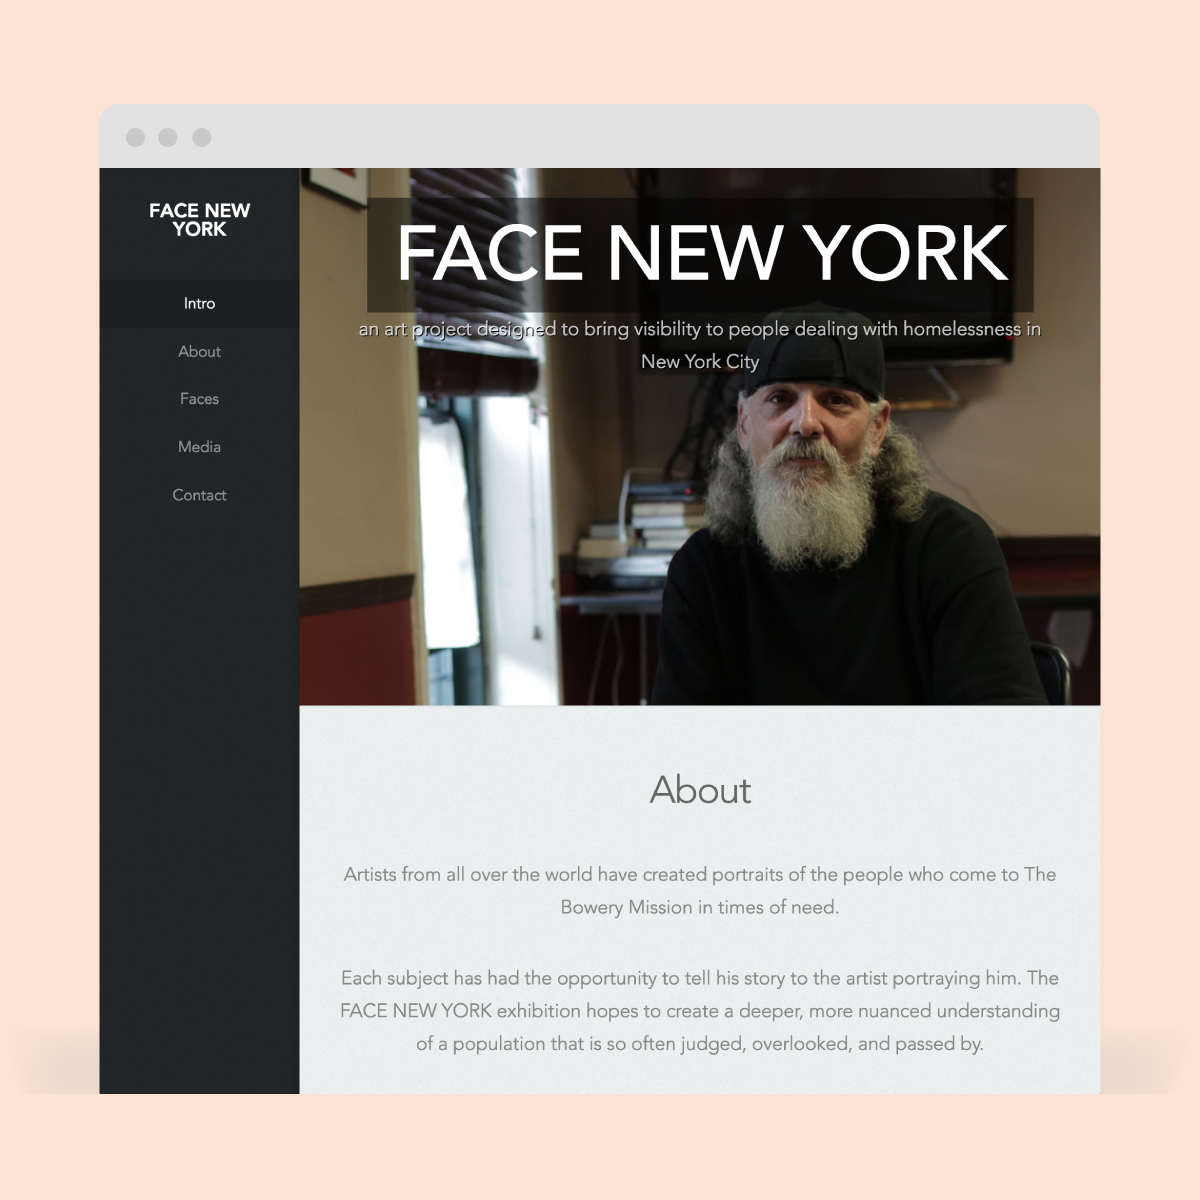 FACE NEW
YORK
Intro
About
Faces
Media
Contact
FACE NEW YORK
an art project designed to bring visibility to people dealing with homelessness in
New York City
About
Artists from all over the world have created portraits of the people who come to The
Bowery Mission in times of need.
Each subject has had the opportunity to tell his story to the artist portraying him. The
FACE NEW YORK exhibition hopes to create a deeper, more nuanced understanding
of a population that is so often judged, overlooked, and passed by.